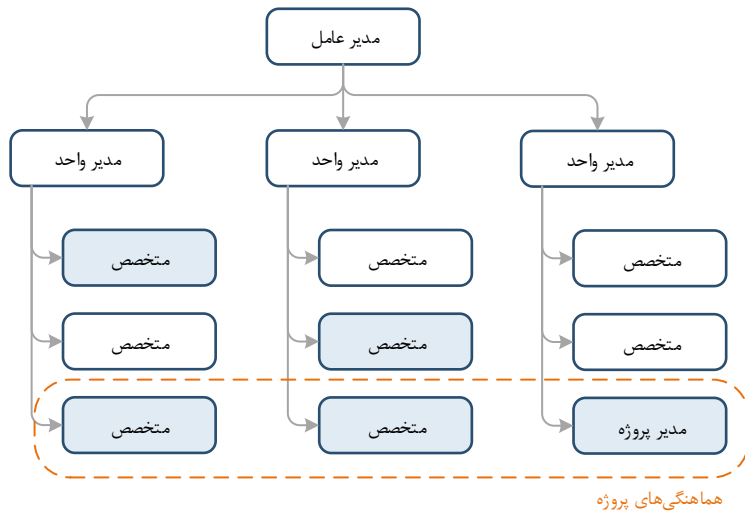 مدیر عامل
مدیر واحد
مدیر واحد
مدیر واحد
متخصص
متخصص
متخصص
متخصص
متخصص
متخصص
مدیر پروژه
متخصص
متخصص
هماهنگی‌های پروژه